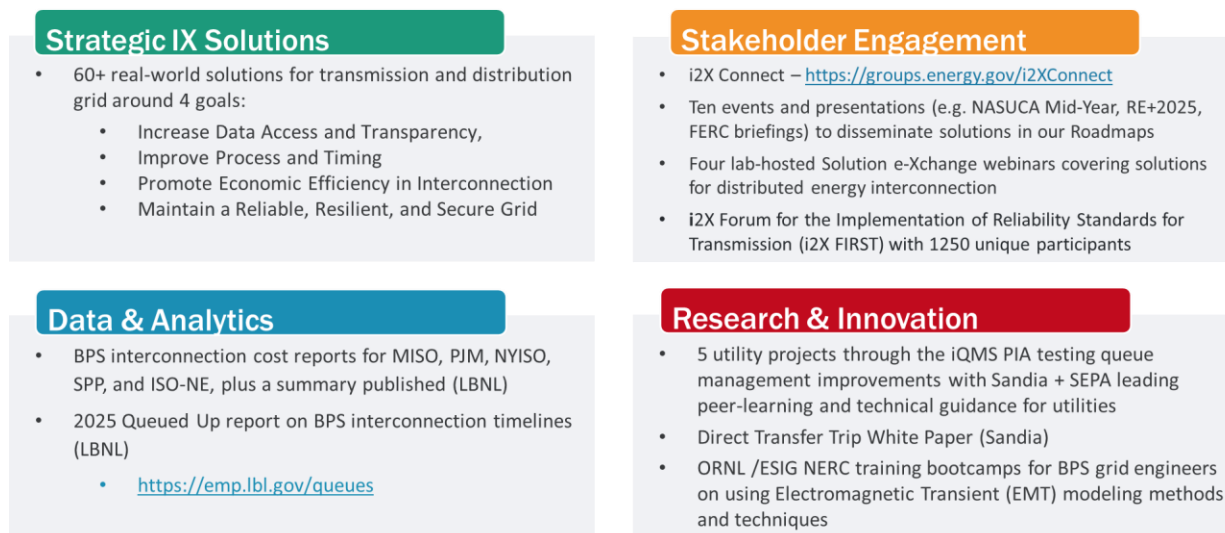 Strategic IX Solutions
• 60+ real-world solutions for transmission and distribution
grid around 4 goals:
• Increase Data Access and Transparency,
• Improve Process and Timing
• Promote Economic Efficiency in Interconnection
• Maintain a Reliable, Resilient, and Secure Grid
Stakeholder Engagement
• i2X Connect – https://groups.energy.gov/i2XConnect
• Ten events and presentations (e.g. NASUCA Mid-Year, RE+2025,
FERC briefings) to disseminate solutions in our Roadmaps
• Four lab-hosted Solution e-Xchange webinars covering solutions
for distributed energy interconnection
• i2X Forum for the Implementation of Reliability Standards for
Transmission (i2X FIRST) with 1250 unique participants
Data & Analytics
• BPS interconnection cost reports for MISO, PJM, NYISO,
SPP, and ISO-NE, plus a summary published (LBNL)
• 2025 Queued Up report on BPS interconnection timelines
(LBNL)
• https://emp.lbl.gov/queues
Research & Innovation
• 5 utility projects through the iQMS PIA testing queue
management improvements with Sandia + SEPA leading
peer-learning and technical guidance for utilities
• Direct Transfer Trip White Paper (Sandia)
• ORNL /ESIG NERC training bootcamps for BPS grid engineers
on using Electromagnetic Transient (EMT) modeling methods
and techniques